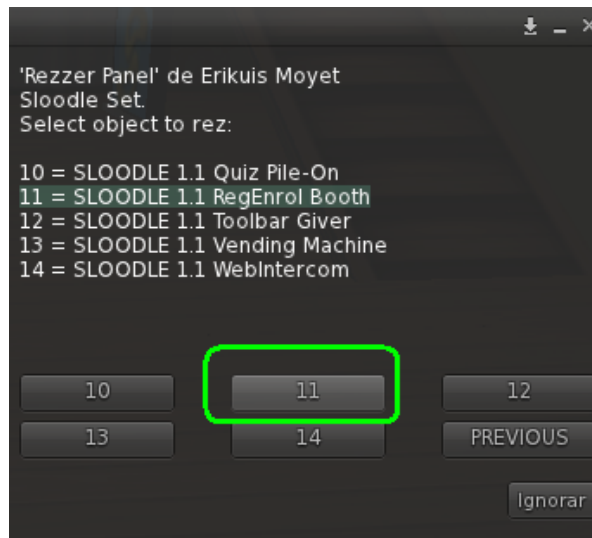 'Rezzer Panel' de Erikuis Moyet
Sloodle Set.
Select object to rez:
10 = SLOODLE 1.1 Quiz Pile-On
11 = SLOODLE 1.1 RegEnrol Booth
12 = SLOODLE 1.1 Toolbar Giver
13 = SLOODLE 1.1 Vending Machine
14 = SLOODLE 1.1 WebIntercom
10 11 12
13 14 PREVIOUS
Ignorar